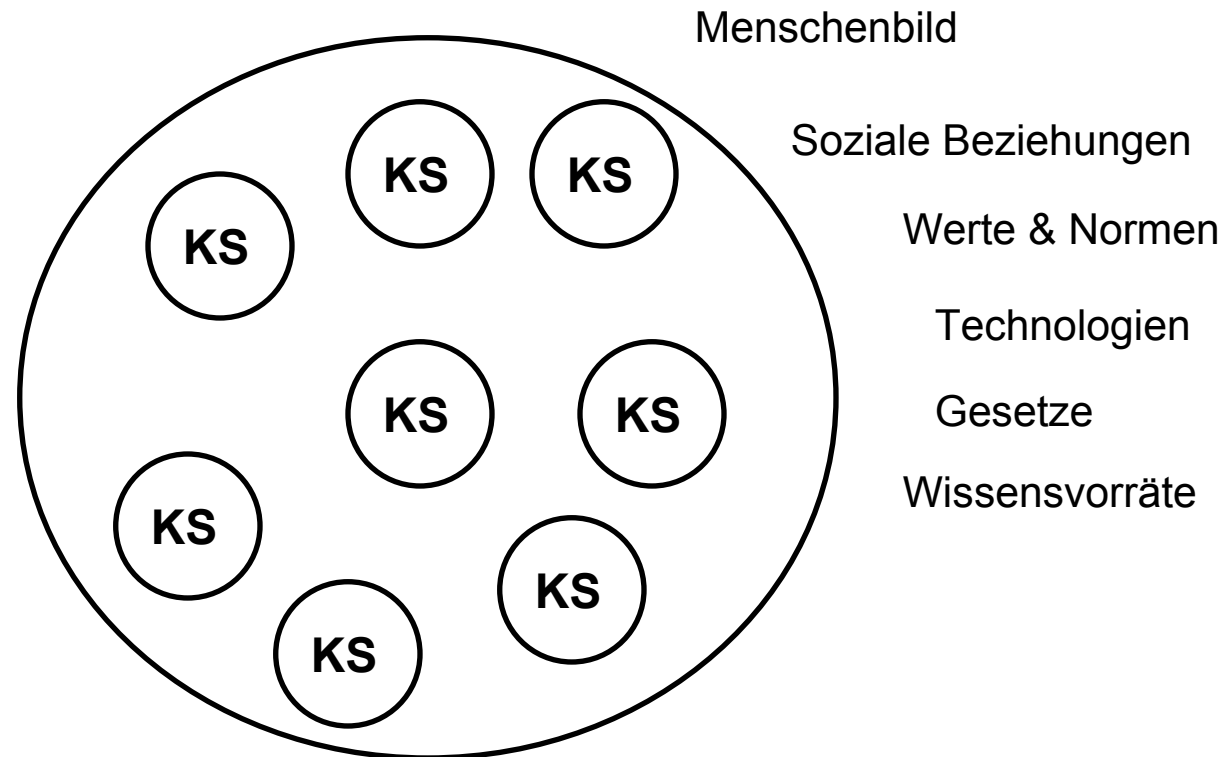 Menschenbild
Soziale Beziehungen
KS
KS
Werte & Normen
KS
Technologien
KS
KS
Gesetze
Wissensvorräte
KS
KS
KS